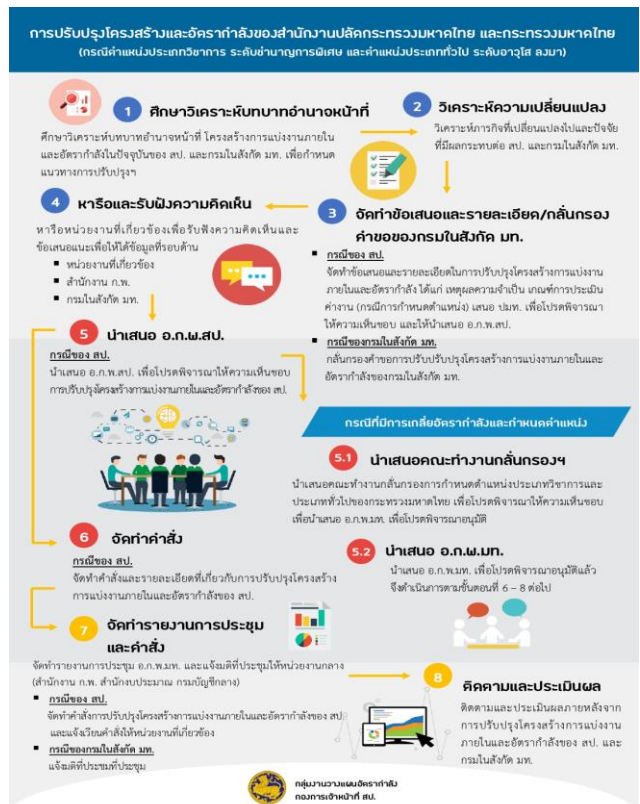 การปรับปรุงโครงสร้างและอัตรากำลังของสำนักงานปลัดกระทรวงมหาดไทย และกระทรวงมหาดไทย
(กรณีตำแหน่งประเภทวิชาการ ระดับชำนาญการพิเศษ และตำแหน่งประเภททั่วไป ระดับอาวุโส ลงมา)
1 ศึกษาวิเคราะห์บทบาทอำนาจหน้าที่
ศึกษาวิเคราะห์บทบาทอำนาจหน้าที่ โครงสร้างการแบ่งงานภายใน
และอัตรากำลังในปัจจุบันของ สป. และกรมในสังกัด มท. เพื่อกำหนด
แนวทางการปรับปรุงฯ
2 วิเคราะห์ความเปลี่ยนแปลง
วิเคราะห์ภารกิจที่เปลี่ยนแปลงไปและปัจจัย
ที่มีผลกระทบต่อ สป. และกรมในสังกัด มท.
3 จัดทำข้อเสนอและรายละเอียด/กลั่นกรอง
คำขอของกรมในสังกัด มท.
▪ กรณีของ สป.
จัดทำข้อเสนอและรายละเอียดในการปรับปรุงโครงสร้างการแบ่งงาน
ภายในและอัตรากำลัง ได้แก่ เหตุผลความจำเป็น เกณฑ์การประเมิน
ค่างาน (กรณีการกำหนดตำแหน่ง) เสนอ ปมท. เพื่อโปรดพิจารณา
ให้ความเห็นชอบ และให้นำเสนอ อ.ก.พ.สป.
▪ กรณีของกรมในสังกัด มท.
กลั่นกรองคำขอการปรับปรุงโครงสร้างการแบ่งงานภายในและ
อัตรากำลังของกรมในสังกัด มท.
4 หารือและรับฟังความคิดเห็น
หารือหน่วยงานที่เกี่ยวข้องเพื่อรับฟังความคิดเห็นและ
ข้อเสนอแนะเพื่อให้ได้ข้อมูลที่รอบด้าน
▪ หน่วยงานที่เกี่ยวข้อง
▪ สำนักงาน ก.พ.
▪ กรมในสังกัด มท.
5 นำเสนอ อ.ก.พ.สป.
กรณีของ สป.
นำเสนอ อ.ก.พ.สป. เพื่อโปรดพิจารณาให้ความเห็นชอบ
การปรับปรุงโครงสร้างการแบ่งงานภายในและอัตรากำลังของ สป.
กรณีที่มีการเกลี่ยอัตรากำลังและกำหนดตำแหน่ง
5.1 นำเสนอคณะทำงานกลั่นกรองฯ
นำเสนอคณะทำงานกลั่นกรองการกำหนดตำแหน่งประเภทวิชาการและ
ประเภททั่วไปของกระทรวงมหาดไทย เพื่อโปรดพิจารณาให้ความเห็นชอบ
เพื่อนำเสนอ อ.ก.พ.มท. เพื่อโปรดพิจารณาอนุมัติ
5.2 นำเสนอ อ.ก.พ.มท.
นำเสนอ อ.ก.พ.มท. เพื่อโปรดพิจารณาอนุมัติแล้ว
จึงดำเนินการตามขั้นตอนที่ 6 – 8 ต่อไป
6 จัดทำคำสั่ง
กรณีของ สป.
จัดทำคำสั่งและรายละเอียดที่เกี่ยวกับการปรับปรุงโครงสร้าง
การแบ่งงานภายในและอัตรากำลังของ สป.
7 จัดทำรายงานการประชุม
และคำสั่ง
จัดทำรายงานการประชุม อ.ก.พ.มท. และแจ้งมติที่ประชุมให้หน่วยงานกลาง
(สำนักงาน ก.พ. สำนักงบประมาณ กรมบัญชีกลาง)
▪ กรณีของ สป.
จัดทำคำสั่งการปรับปรุงโครงสร้างการแบ่งงานภายในและอัตรากำลังของ สป.
และแจ้งเวียนคำสั่งให้หน่วยงานที่เกี่ยวข้อง
▪ กรณีของกรมในสังกัด มท.
แจ้งมติที่ประชุมที่ประชุม
8 ติดตามและประเมินผล
ติดตามและประเมินผลภายหลังจาก
การปรับปรุงโครงสร้างการแบ่งงาน
ภายในและอัตรากำลังของ สป. และ
กรมในสังกัด มท.
กลุ่มงานวางแผนอัตรากำลัง
กองการเจ้าหน้าที่ สป.